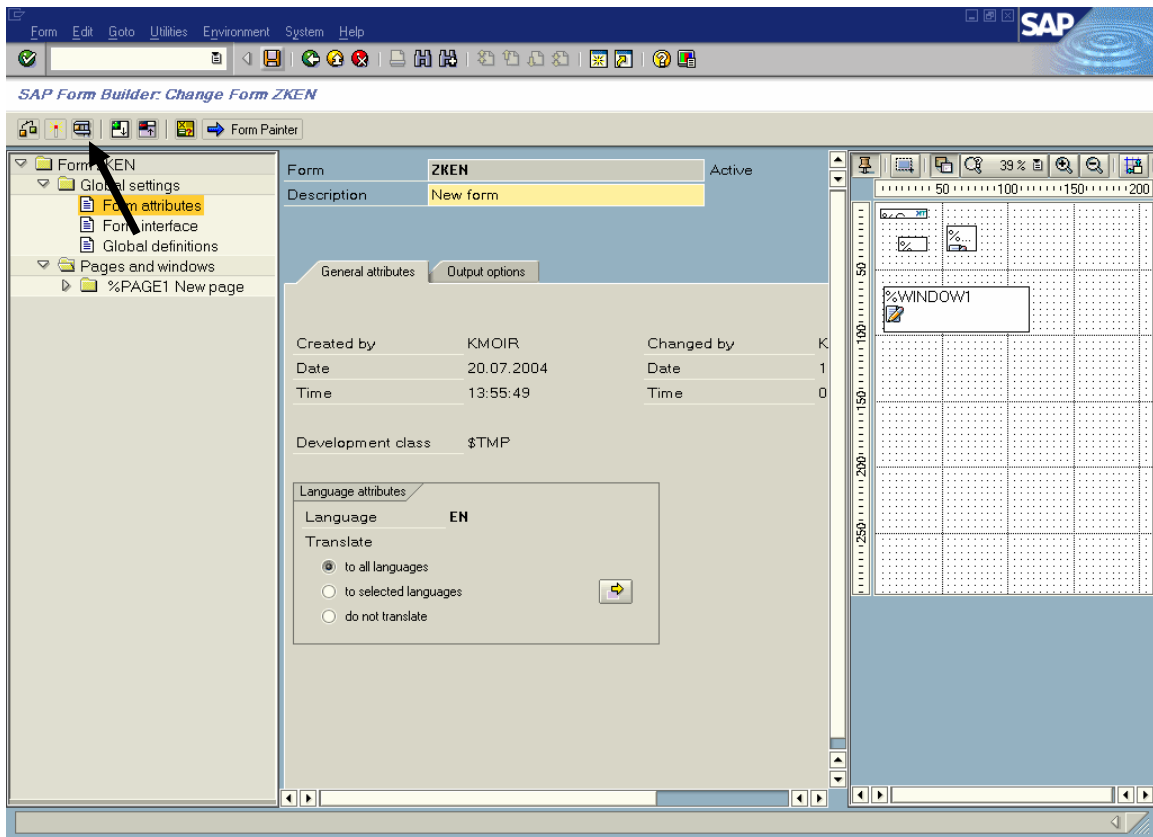 Form Edit Goto Utilities Environment System Help
SAP
SAP Form Builder: Change Form ZKEN
Form Painter
Form ZKEN
Global settings
Form attributes
Form interface
Global definitions
Pages and windows
%PAGE1 New page
Form ZKEN Active
Description New form
General attributes Output options
Created by KMOIR Changed by K
Date 20.07.2004 Date 1
Time 13:55:49 Time 0
Development class $TMP
Language attributes
Language EN
Translate
to all languages
to selected languages
do not translate
39 %
50 100 150 200
%...
%WINDOW1
50
100
150
200
250